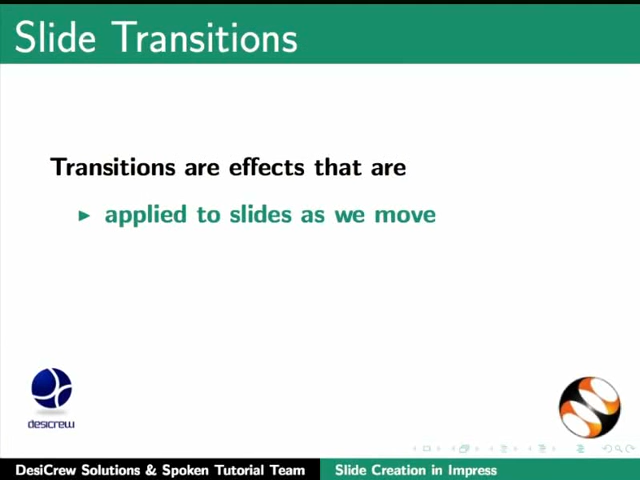 Slide Transitions
Transitions are effects that are
applied to slides as we move
desicrew
DesiCrew Solutions & Spoken Tutorial Team
Slide Creation in Impress